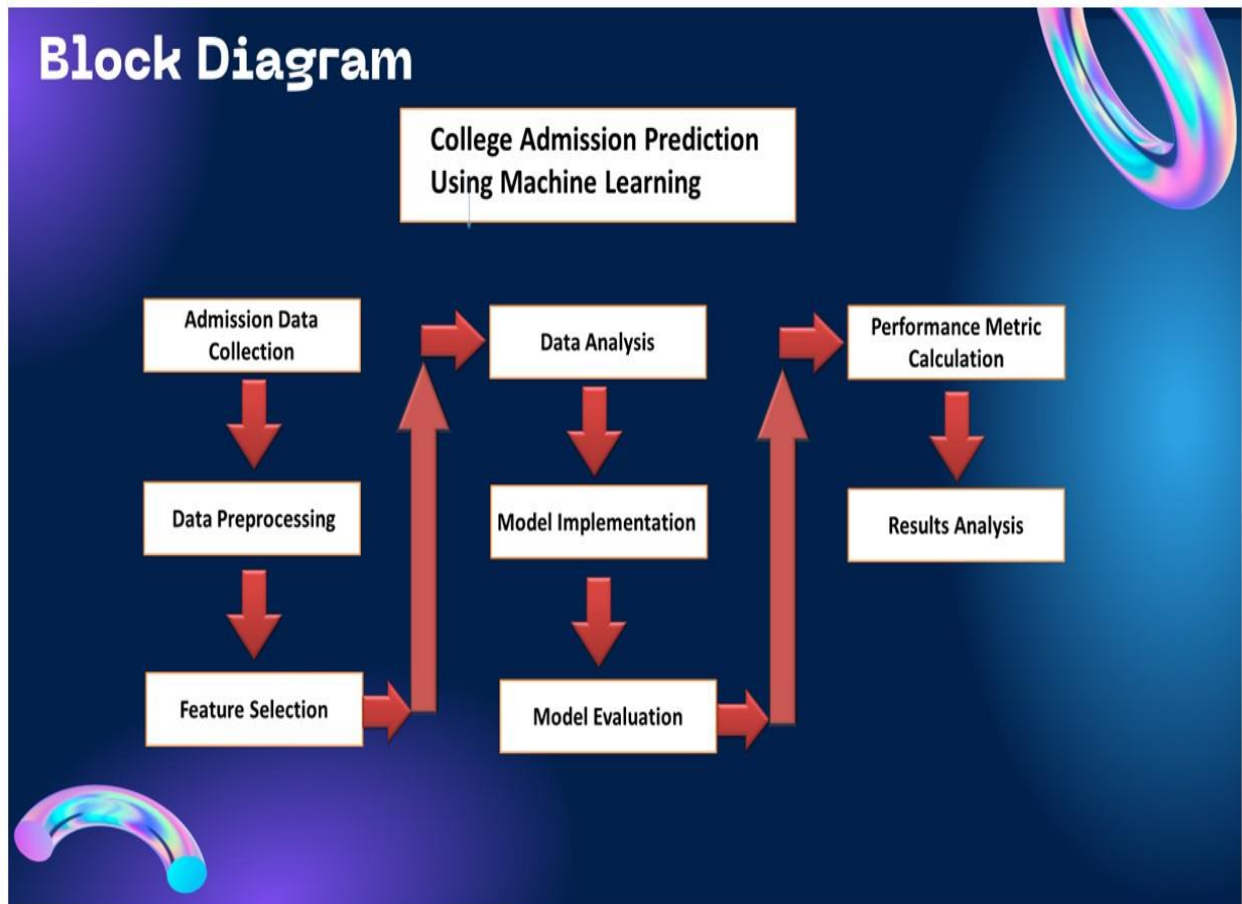 Block Diagram
College Admission Prediction
Using Machine Learning
Admission Data
Collection
Data Preprocessing
Feature Selection
Data Analysis
Model Implementation
Model Evaluation
Performance Metric
Calculation
Results Analysis